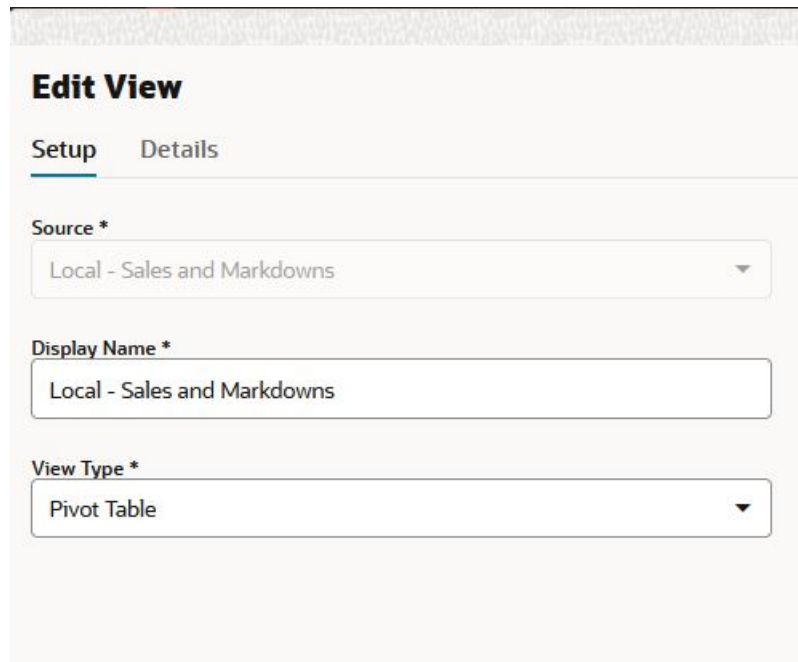 Edit View
Setup Details
Source *
Local - Sales and Markdowns
Display Name *
Local - Sales and Markdowns
View Type *
Pivot Table